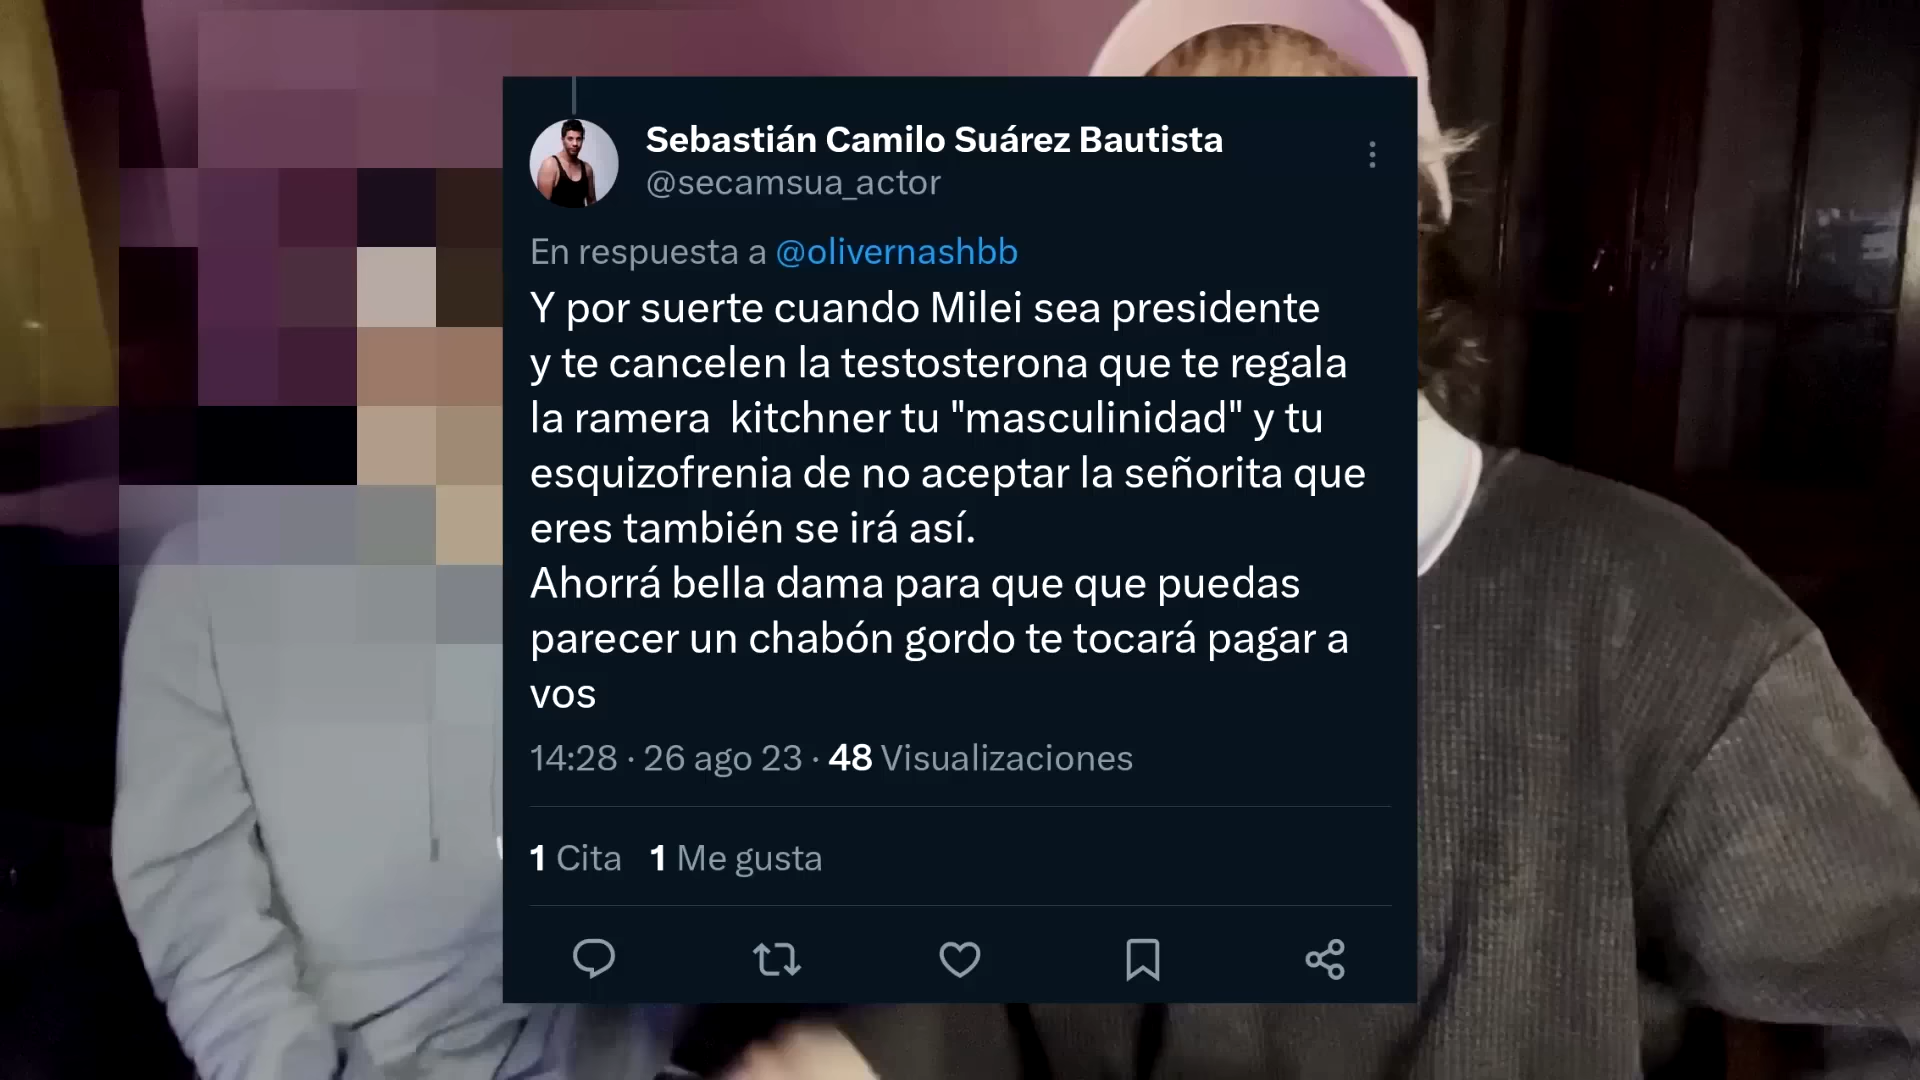 Sebastián Camilo Suárez Bautista
@secamsua_actor
En respuesta a @olivernashbb
Y por suerte cuando Milei sea presidente
y te cancelen la testosterona que te regala
la ramera  kitchner tu "masculinidad" y tu
esquizofrenia de no aceptar la señorita que
eres también se irá así.
Ahorrá bella dama para que que puedas
parecer un chabón gordo te tocará pagar a
vos
14:28 · 26 ago 23 · 48 Visualizaciones
1 Cita 1 Me gusta